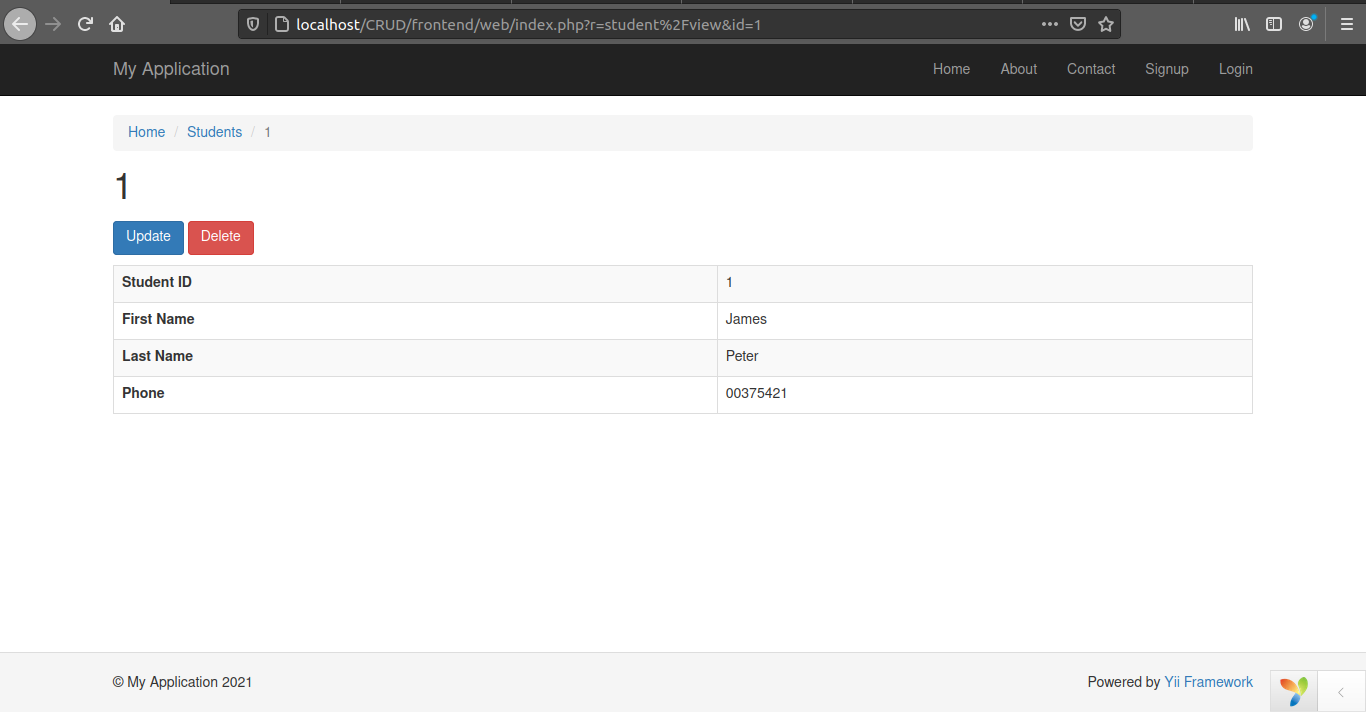 localhost/CRUD/frontend/web/index.php?r=student%2Fview&id=1
My Application Home About Contact Signup Login
Home / Students / 1
1
Update Delete
Student ID 1
First Name James
Last Name Peter
Phone 00375421
© My Application 2021 Powered by Yii Framework